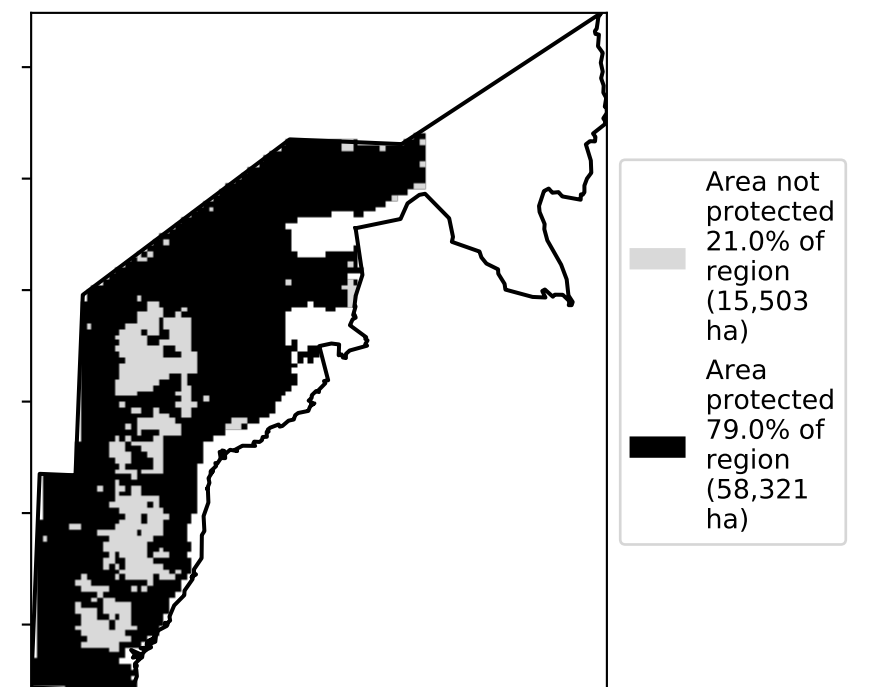 Area not
protected
21.0% of
region
(15,503
ha)
Area
protected
79.0% of
region
(58,321
ha)